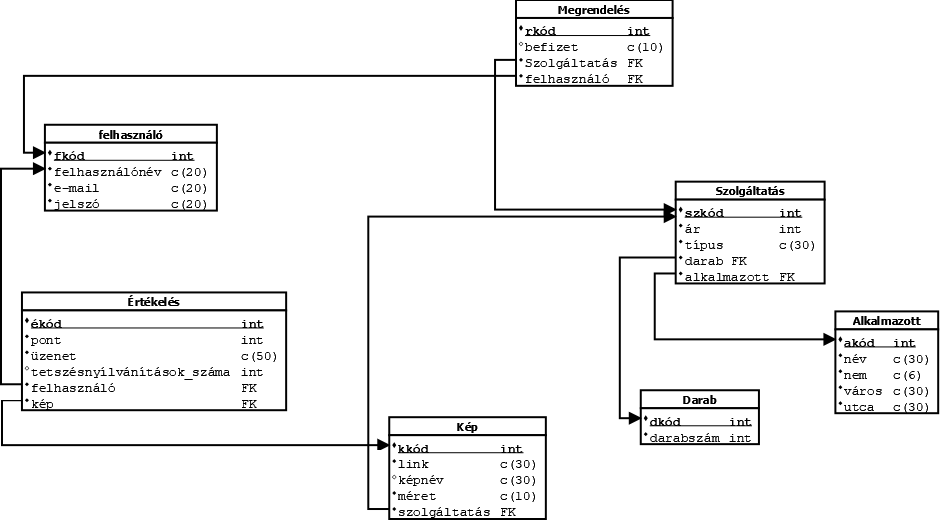 Megrendelés
rkód int
befizet c(10)
Szolgáltatás FK
felhasználó FK
felhasználó
fkód int
felhasználónév c(20)
e-mail c(20)
jelszó c(20)
Szolgáltatás
szkód int
ár int
típus c(30)
darab FK
alkalmazott FK
Értékelés
ékód int
pont int
üzenet c(50)
tetszésnyílvánítások_száma int
felhasználó FK
kép FK
Alkalmazott
akód int
név c(30)
nem c(6)
város c(30)
utca c(30)
Darab
dkód int
darabszám int
Kép
kkód int
link c(30)
képnév c(30)
méret c(10)
szolgáltatás FK